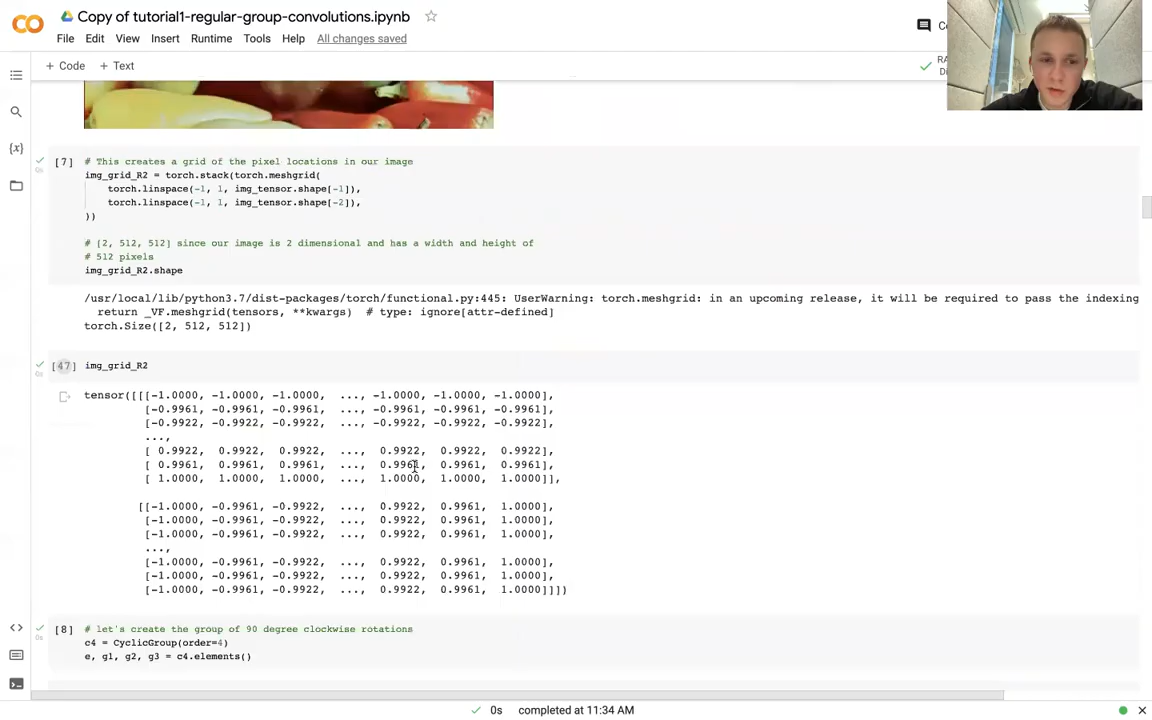 Copy of tutorial1-regular-group-convolutions.ipynb
File Edit View Insert Runtime Tools Help All changes saved
+ Code + Text
[7] # This creates a grid of the pixel locations in our image
img_grid_R2 = torch.stack(torch.meshgrid(
torch.linspace(-1, 1, img_tensor.shape[-1]),
torch.linspace(-1, 1, img_tensor.shape[-2]),
))
# [2, 512, 512] since our image is 2 dimensional and has a width and height of
# 512 pixels
img_grid_R2.shape
/usr/local/lib/python3.7/dist-packages/torch/functional.py:445: UserWarning: torch.meshgrid: in an upcoming release, it will be required to pass the indexing
return _VF.meshgrid(tensors, **kwargs)  # type: ignore[attr-defined]
torch.Size([2, 512, 512])
[47] img_grid_R2
tensor([[[-1.0000, -1.0000, -1.0000,  ..., -1.0000, -1.0000, -1.0000],
[-0.9961, -0.9961, -0.9961,  ..., -0.9961, -0.9961, -0.9961],
[-0.9922, -0.9922, -0.9922,  ..., -0.9922, -0.9922, -0.9922],
...,
[ 0.9922,  0.9922,  0.9922,  ...,  0.9922,  0.9922,  0.9922],
[ 0.9961,  0.9961,  0.9961,  ...,  0.9961,  0.9961,  0.9961],
[ 1.0000,  1.0000,  1.0000,  ...,  1.0000,  1.0000,  1.0000]],
[[-1.0000, -0.9961, -0.9922,  ...,  0.9922,  0.9961,  1.0000],
[-1.0000, -0.9961, -0.9922,  ...,  0.9922,  0.9961,  1.0000],
[-1.0000, -0.9961, -0.9922,  ...,  0.9922,  0.9961,  1.0000],
...,
[-1.0000, -0.9961, -0.9922,  ...,  0.9922,  0.9961,  1.0000],
[-1.0000, -0.9961, -0.9922,  ...,  0.9922,  0.9961,  1.0000],
[-1.0000, -0.9961, -0.9922,  ...,  0.9922,  0.9961,  1.0000]]])
[8] # let's create the group of 90 degree clockwise rotations
c4 = CyclicGroup(order=4)
e, g1, g2, g3 = c4.elements()
0s completed at 11:34 AM